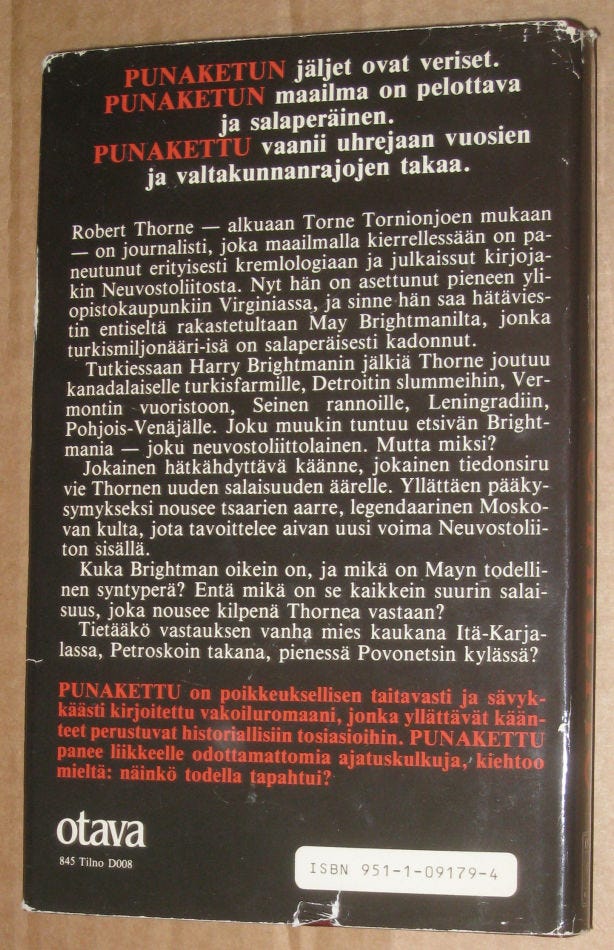 PUNAKETUN jäljet ovat veriset.
PUNAKETUN maailma on pelottava
ja salaperäinen.
PUNAKETTU vaanii uhrejaan vuosien
ja valtakunnanrajojen takaa.
Robert Thorne — alkuaan Torne Tornionjoen mukaan
— on journalisti, joka maailmalla kierrellessään on pa-
neutunut erityisesti kremlologiaan ja julkaissut kirjoja-
kin Neuvostoliitosta. Nyt hän on asettunut pieneen yli-
opistokaupunkiin Virginiassa, ja sinne hän saa hätävies-
tin entiseltä rakastetultaan May Brightmanilta, jonka
turkismiljonääri-isä on salaperäisesti kadonnut.
Tutkiessaan Harry Brightmanin jälkiä Thorne joutuu
kanadalaiselle turkisfarmille, Detroitin slummeihin, Ver-
montin vuoristoon, Seinen rannoille, Leningradiin,
Pohjois-Venäjälle. Joku muukin tuntuu etsivän Bright-
mania — joku neuvostoliittolainen. Mutta miksi?
Jokainen hätkähdyttävä käänne, jokainen tiedonsiru
vie Thornen uuden salaisuuden äärelle. Yllättäen pääky-
symykseksi nousee tsaarien aarre, legendaarinen Mosko-
van kulta, jota tavoittelee aivan uusi voima Neuvostolii-
ton sisällä.
Kuka Brightman oikein on, ja mikä on Mayn todelli-
nen syntyperä? Entä mikä on se kaikkein suurin salai-
suus, joka nousee kilpenä Thornea vastaan?
Tietääkö vastauksen vanha mies kaukana Itä-Karja-
lassa, Petroskoin takana, pienessä Povonetsin kylässä?
PUNAKETTU on poikkeuksellisen taitavasti ja sävyk-
käästi kirjoitettu vakoiluromaani, jonka yllättävät kään-
teet perustuvat historiallisiin tosiasioihin. PUNAKETTU
panee liikkeelle odottamattomia ajatuskulkuja, kiehtoo
mieltä: näinkö todella tapahtui?
otava
845 Tilno D008
ISBN 951-1-09179-4